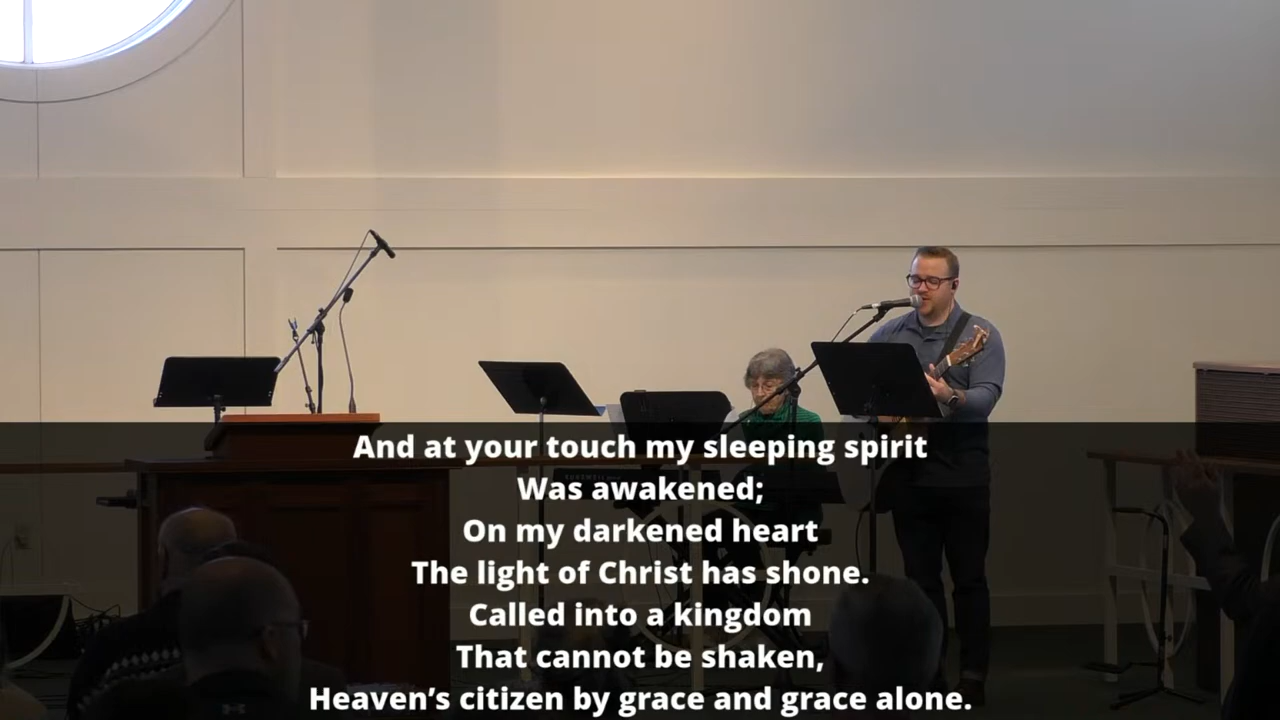 And at your touch my sleeping spirit
Was awakened;
On my darkened heart
The light of Christ has shone.
Called into a kingdom
That cannot be shaken,
Heaven’s citizen by grace and grace alone.